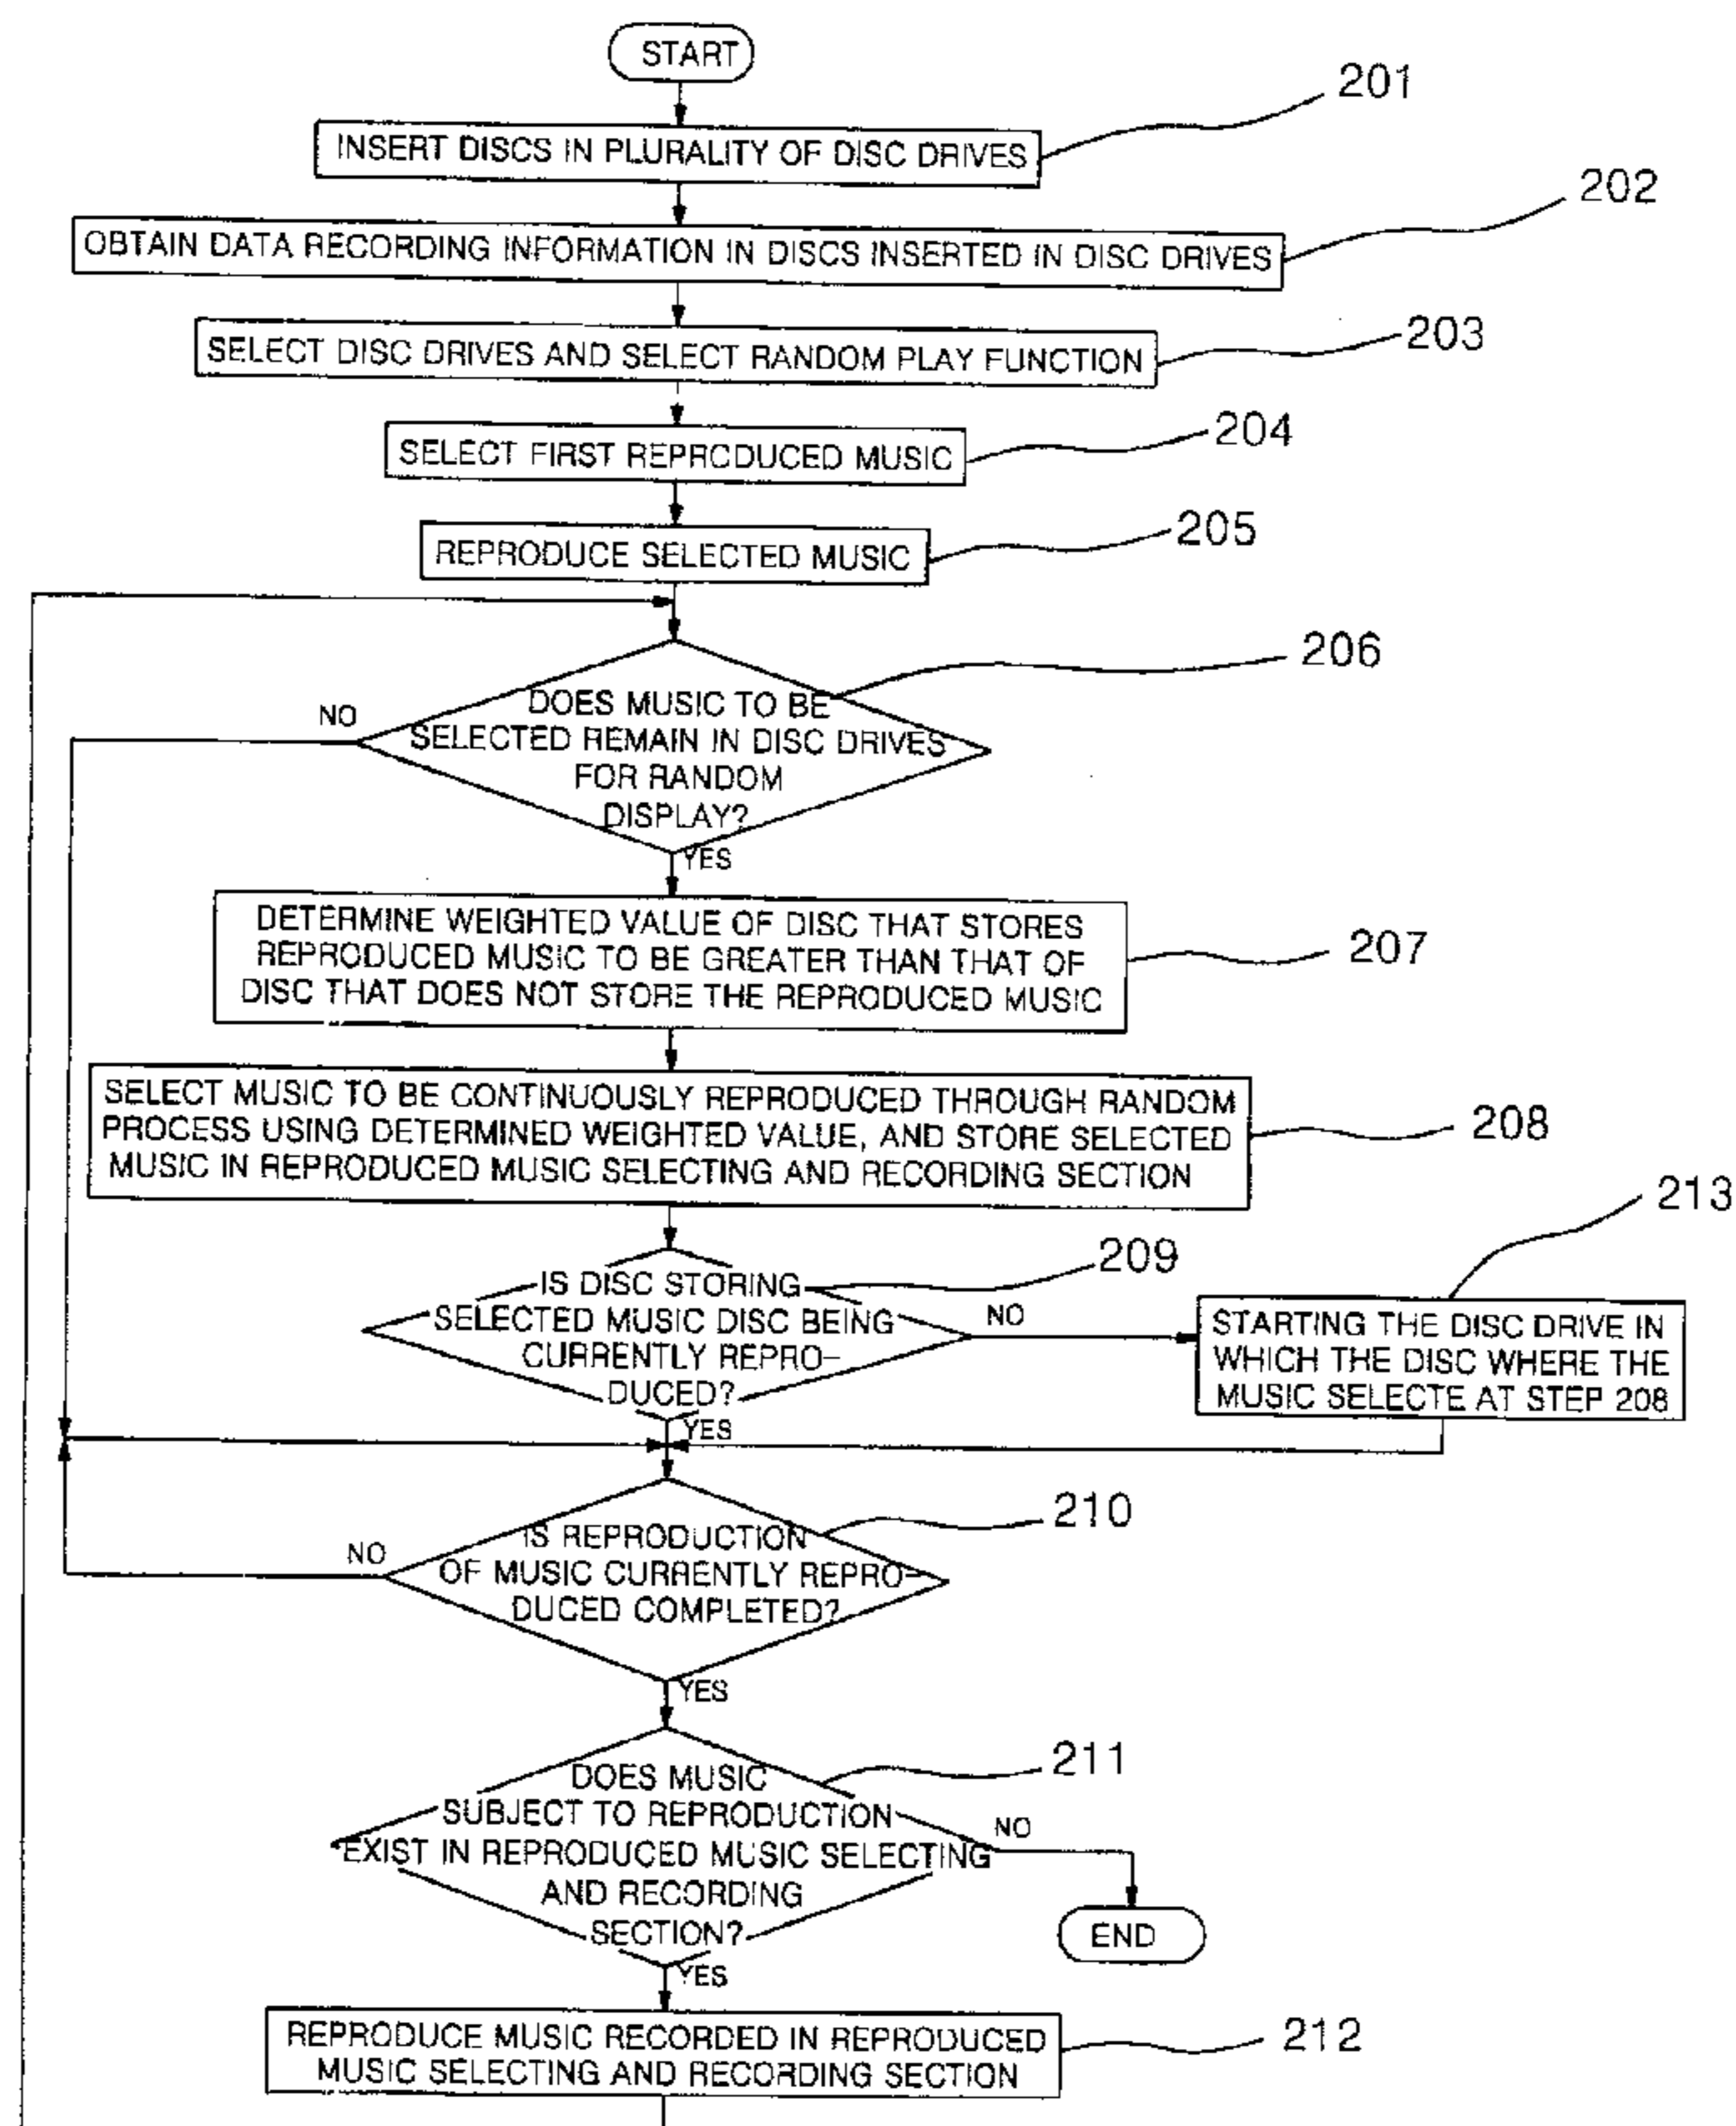 START
201
INSERT DISCS IN PLURALITY OF DISC DRIVES
202
OBTAIN DATA RECORDING INFORMATION IN DISCS INSERTED IN DISC DRIVES
203
SELECT DISC DRIVES AND SELECT RANDOM PLAY FUNCTION
204
SELECT FIRST REPRODUCED MUSIC
205
REPRODUCE SELECTED MUSIC
206
NO
DOES MUSIC TO BE
SELECTED REMAIN IN DISC DRIVES
FOR RANDOM
DISPLAY?
YES
DETERMINE WEIGHTED VALUE OF DISC THAT STORES
REPRODUCED MUSIC TO BE GREATER THAN THAT OF
DISC THAT DOES NOT STORE THE REPRODUCED MUSIC
207
SELECT MUSIC TO BE CONTINUOUSLY REPRODUCED THROUGH RANDOM
PROCESS USING DETERMINED WEIGHTED VALUE, AND STORE SELECTED
MUSIC IN REPRODUCED MUSIC SELECTING AND RECORDING SECTION
208
213
209
IS DISC STORING
SELECTED MUSIC DISC BEING
CURRENTLY REPRO-
DUCED?
NO
YES
STARTING THE DISC DRIVE IN
WHICH THE DISC WHERE THE
MUSIC SELECTE AT STEP 208
210
NO
IS REPRODUCTION
OF MUSIC CURRENTLY REPRO-
DUCED COMPLETED?
YES
211
DOES MUSIC
SUBJECT TO REPRODUCTION
EXIST IN REPRODUCED MUSIC SELECTING
AND RECORDING
SECTION?
NO
END
YES
REPRODUCE MUSIC RECORDED IN REPRODUCED
MUSIC SELECTING AND RECORDING SECTION
212